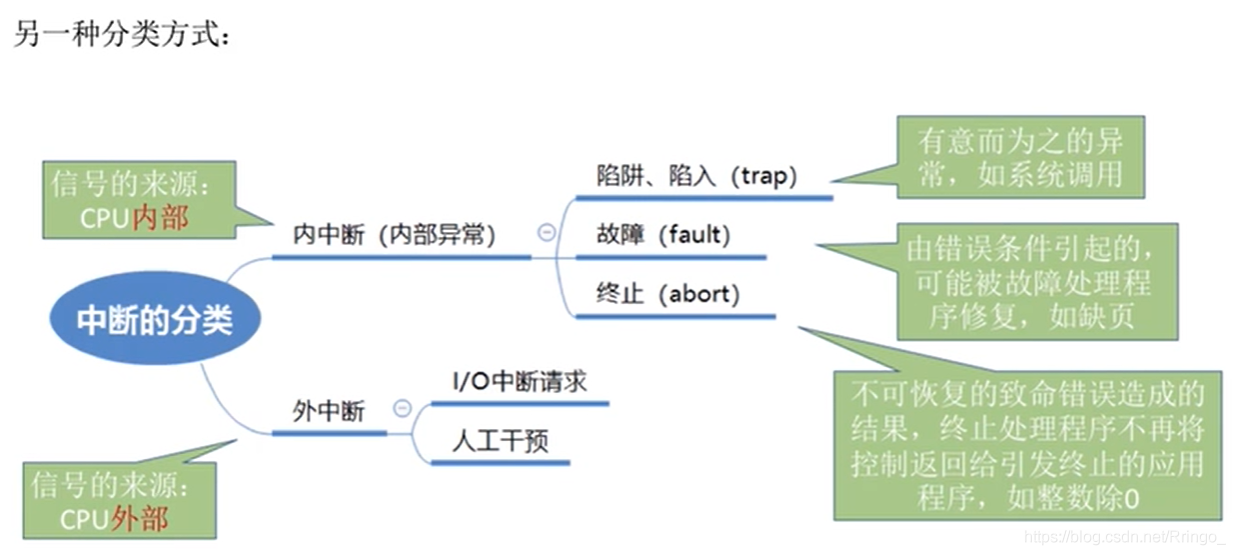 另一种分类方式：
信号的来源：
CPU内部
内中断（内部异常）
陷阱、陷入（trap）
有意而为之的异
常，如系统调用
故障（fault）
由错误条件引起的，
可能被故障处理程
序修复，如缺页
终止（abort）
不可恢复的致命错误造成的
结果，终止处理程序不再将
控制返回给引发终止的应用
程序，如整数除0
中断的分类
外中断
I/O中断请求
人工干预
信号的来源：
CPU外部
https://blog.csdn.net/Rringo_